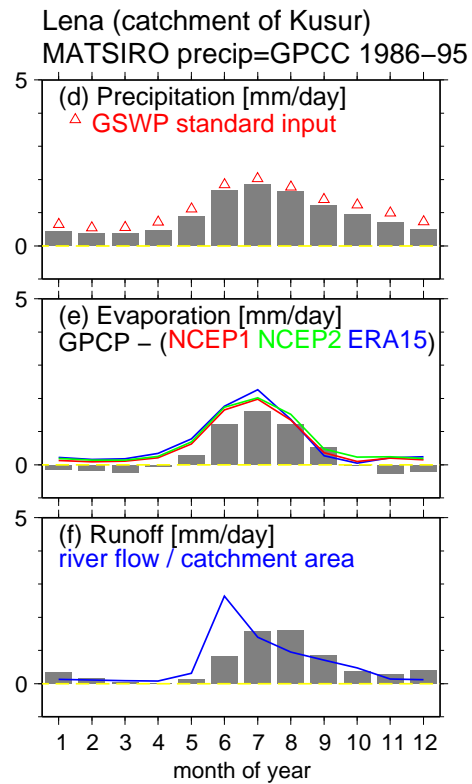 Lena (catchment of Kusur)
MATSIRO precip=GPCC 1986−95
5
(d) Precipitation [mm/day]
GSWP standard input
0
5
(e) Evaporation [mm/day]
GPCP − (NCEP1 NCEP2 ERA15)
0
5
(f) Runoff [mm/day]
river flow / catchment area
0
1 2 3 4 5 6 7 8 9 10 11 12
month of year